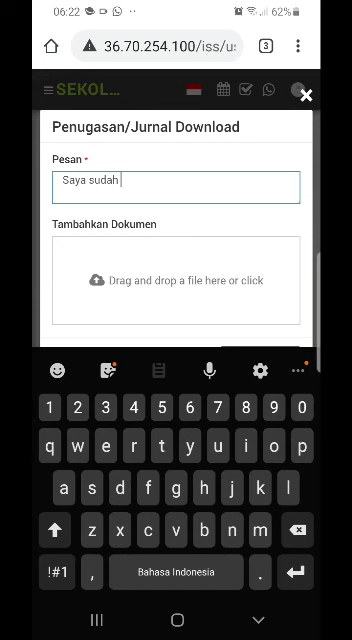 06:22
62%
36.70.254.100/iss/u
3
SEKOL...
Penugasan/Jurnal Download
Pesan *
Saya sudah
Tambahkan Dokumen
Drag and drop a file here or click
1 2 3 4 5 6 7 8 9 0
q w e r t y u i o p
a s d f g h j k l
z x c v b n m
!#1 , Bahasa Indonesia .